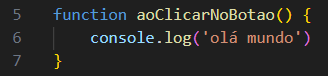 5 function aoClicarNoBotao() {
6 console.log('olá mundo')
7 }